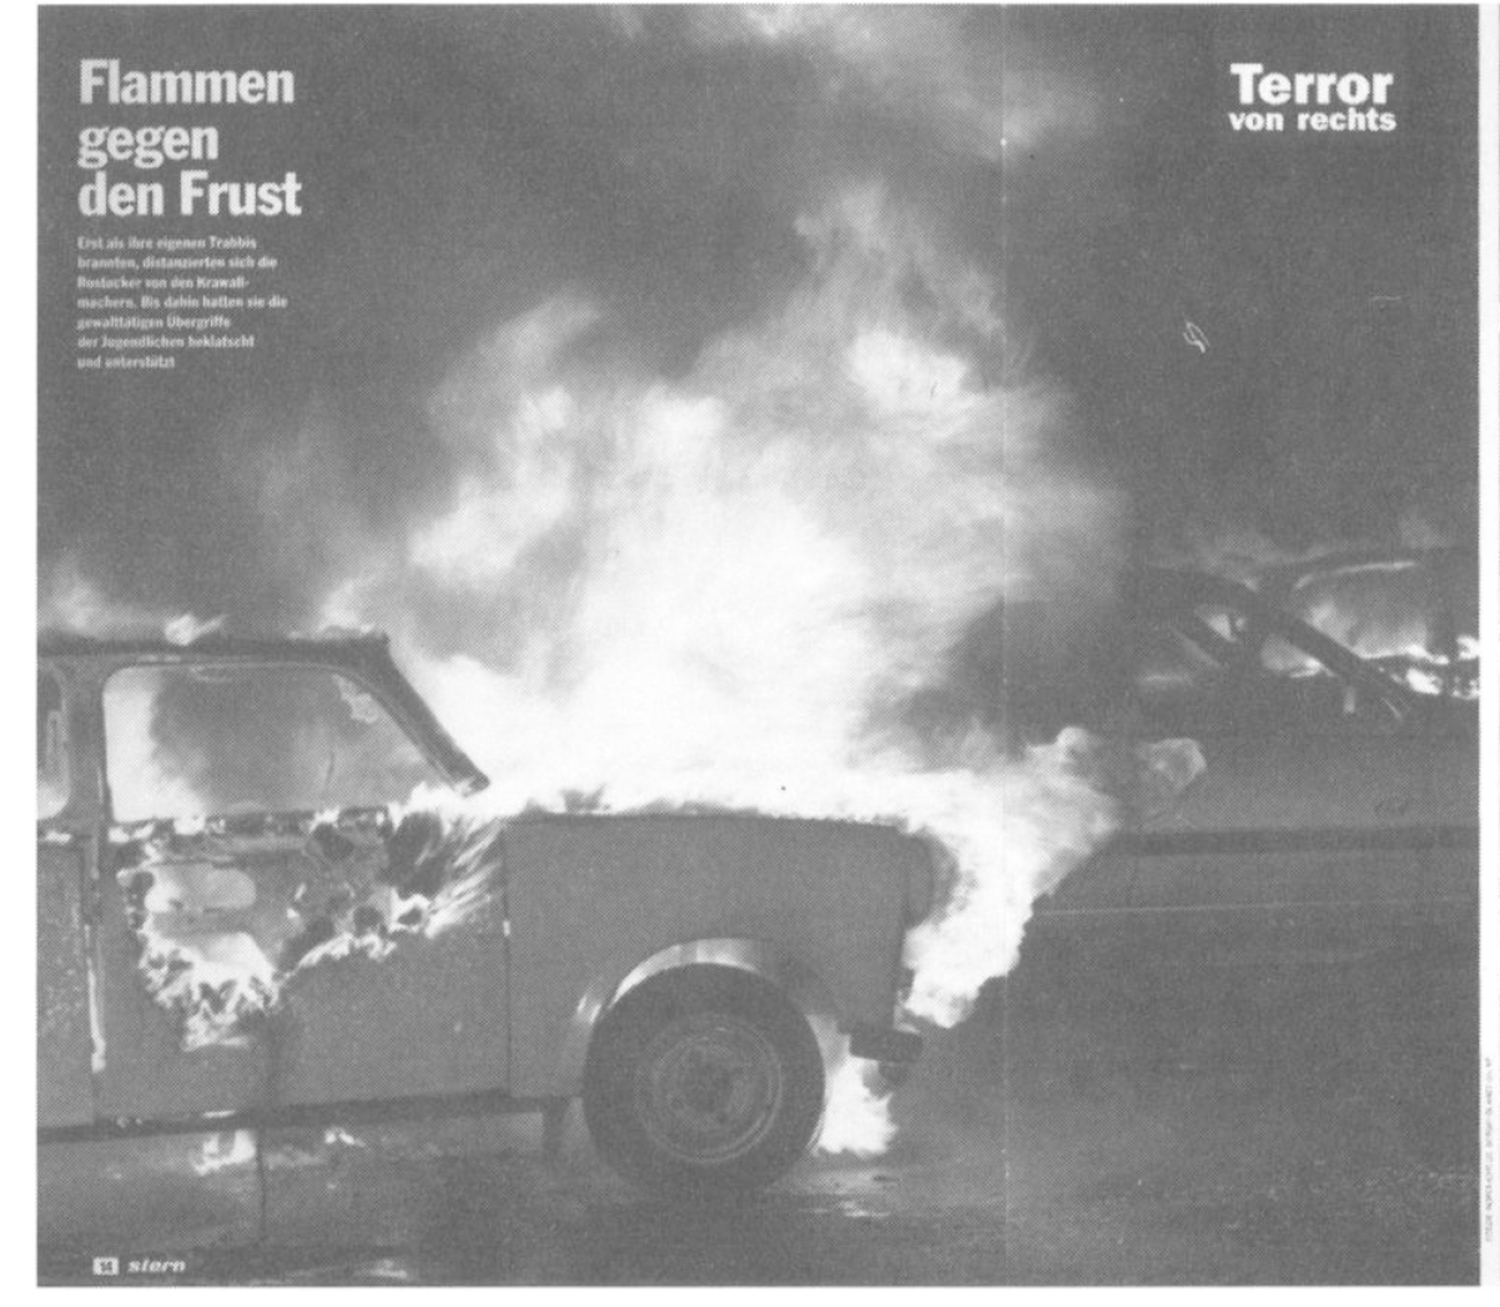 Flammen
gegen
den Frust
Erst als ihre eigenen Trabbis
brannten, distanzierten sich die
Rostocker von den Krawall-
machern. Bis dahin hatten sie die
gewalttätigen Übergriffe
der Jugendlichen beklatscht
und unterstützt
Terror
von rechts
14 stern